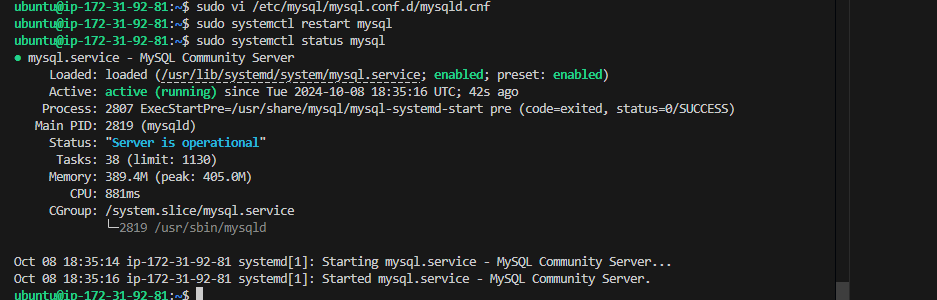 ubuntu@ip-172-31-92-81:~$ sudo vi /etc/mysql/mysql.conf.d/mysqld.cnf
ubuntu@ip-172-31-92-81:~$ sudo systemctl restart mysql
ubuntu@ip-172-31-92-81:~$ sudo systemctl status mysql
● mysql.service - MySQL Community Server
Loaded: loaded (/usr/lib/systemd/system/mysql.service; enabled; preset: enabled)
Active: active (running) since Tue 2024-10-08 18:35:16 UTC; 42s ago
Process: 2807 ExecStartPre=/usr/share/mysql/mysql-systemd-start pre (code=exited, status=0/SUCCESS)
Main PID: 2819 (mysqld)
Status: "Server is operational"
Tasks: 38 (limit: 1130)
Memory: 389.4M (peak: 405.0M)
CPU: 881ms
CGroup: /system.slice/mysql.service
└─2819 /usr/sbin/mysqld
Oct 08 18:35:14 ip-172-31-92-81 systemd[1]: Starting mysql.service - MySQL Community Server...
Oct 08 18:35:16 ip-172-31-92-81 systemd[1]: Started mysql.service - MySQL Community Server.
ubuntu@ip-172-31-92-81:~$